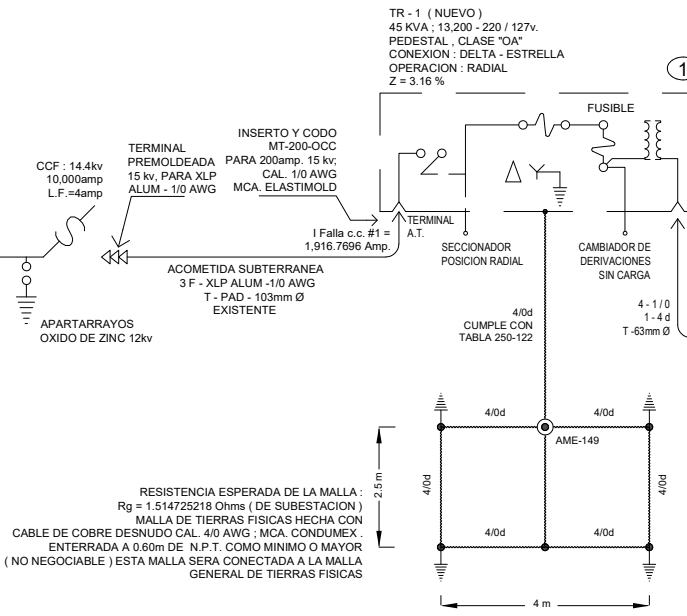 TR - 1 ( NUEVO )
45 KVA ; 13,200 - 220 / 127v.
PEDESTAL , CLASE "OA"
CONEXION : DELTA - ESTRELLA
OPERACION : RADIAL
Z = 3.16 %
1
FUSIBLE
CCF : 14.4kv
10,000amp
L.F.=4amp
TERMINAL
PREMOLDEADA
15 kv, PARA XLP
ALUM - 1/0 AWG
INSERTO Y CODO
MT-200-OCC
PARA 200amp. 15 kv;
CAL. 1/0 AWG
MCA. ELASTIMOLD
I Falla c.c. #1 =
1,916.7696 Amp.
TERMINAL
A.T.
SECCIONADOR
POSICION RADIAL
CAMBIADOR DE
DERIVACIONES
SIN CARGA
ACOMETIDA SUBTERRANEA
3 F - XLP ALUM -1/0 AWG
T - PAD - 103mm Ø
EXISTENTE
APARTARRAYOS
OXIDO DE ZINC 12kv
4/0d
CUMPLE CON
TABLA 250-122
4 - 1/0
1 - 4 d
T -63mm Ø
4/0d
4/0d
AME-149
2.5 m
4/0d
4/0d
4/0d
4/0d
4 m
RESISTENCIA ESPERADA DE LA MALLA :
Rg = 1.514725218 Ohms ( DE SUBESTACION )
MALLA DE TIERRAS FISICAS HECHA CON
CABLE DE COBRE DESNUDO CAL. 4/0 AWG ; MCA. CONDUMEX .
ENTERRADA A 0.60m DE N.P.T. COMO MINIMO O MAYOR
( NO NEGOCIABLE ) ESTA MALLA SERA CONECTADA A LA MALLA
GENERAL DE TIERRAS FISICAS